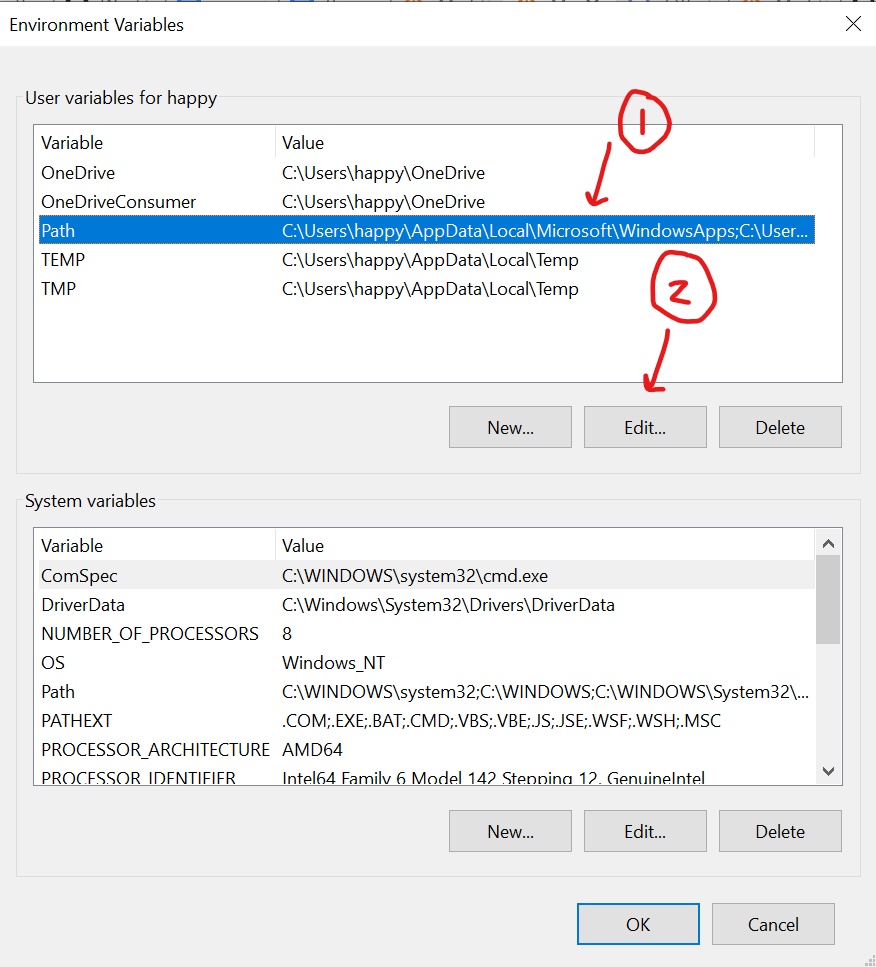 Environment Variables
User variables for happy
1
Variable Value
OneDrive C:\Users\happy\OneDrive
OneDriveConsumer C:\Users\happy\OneDrive
Path C:\Users\happy\AppData\Local\Microsoft\WindowsApps;C:\User...
TEMP C:\Users\happy\AppData\Local\Temp
2
TMP C:\Users\happy\AppData\Local\Temp
New... Edit... Delete
System variables
Variable Value
ComSpec C:\WINDOWS\system32\cmd.exe
DriverData C:\Windows\System32\Drivers\DriverData
NUMBER_OF_PROCESSORS 8
OS Windows_NT
Path C:\WINDOWS\system32;C:\WINDOWS;C:\WINDOWS\System32\...
PATHEXT .COM;.EXE;.BAT;.CMD;.VBS;.VBE;.JS;.JSE;.WSF;.WSH;.MSC
PROCESSOR_ARCHITECTURE AMD64
PROCESSOR_IDENTIFIER Intel64 Family 6 Model 142 Stepping 12, GenuineIntel
New... Edit... Delete
OK Cancel